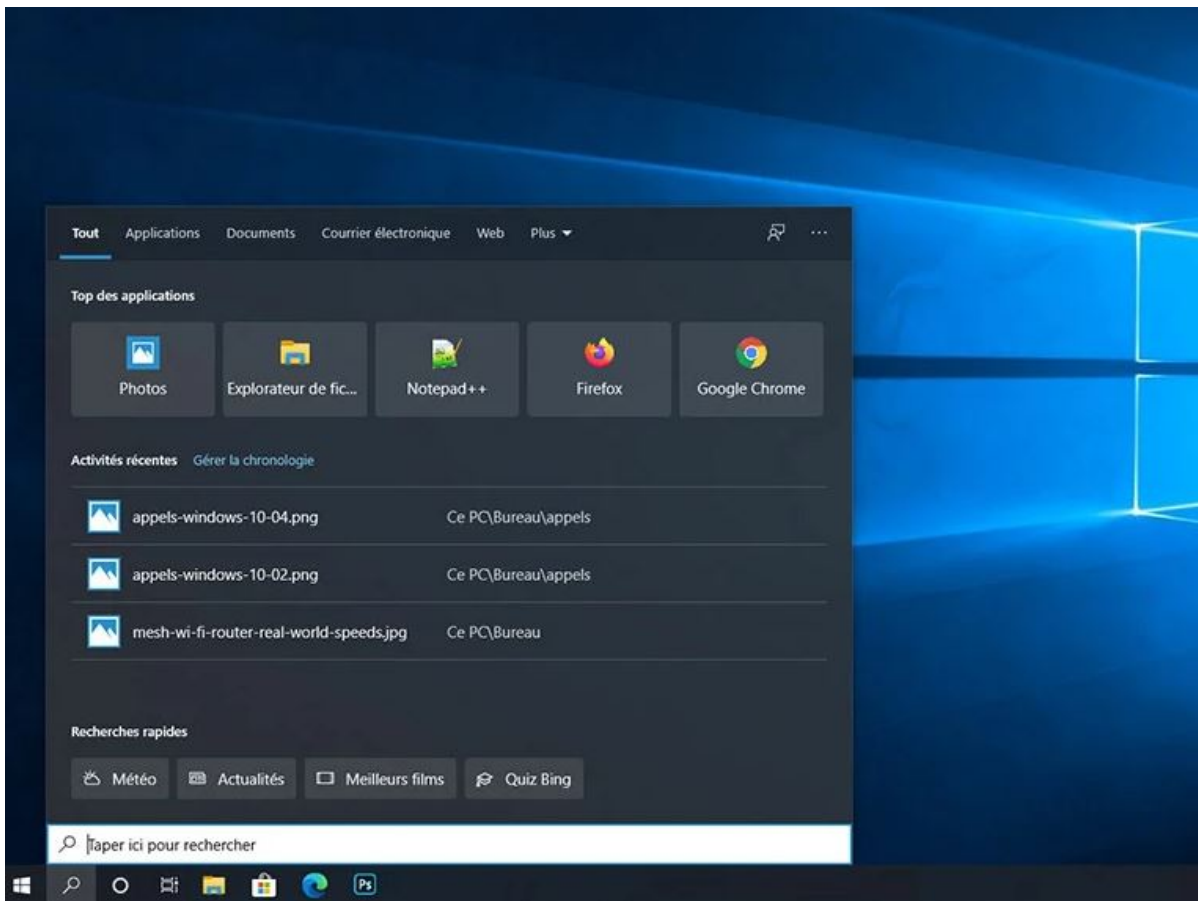 Tout Applications Documents Courrier électronique Web Plus
Top des applications
Photos Explorateur de fic... Notepad++ Firefox Google Chrome
Activités récentes Gérer la chronologie
appels-windows-10-04.png Ce PC\Bureau\appels
appels-windows-10-02.png Ce PC\Bureau\appels
mesh-wi-fi-router-real-world-speeds.jpg Ce PC\Bureau
Recherches rapides
Météo Actualités Meilleurs films Quiz Bing
Taper ici pour rechercher
Ps